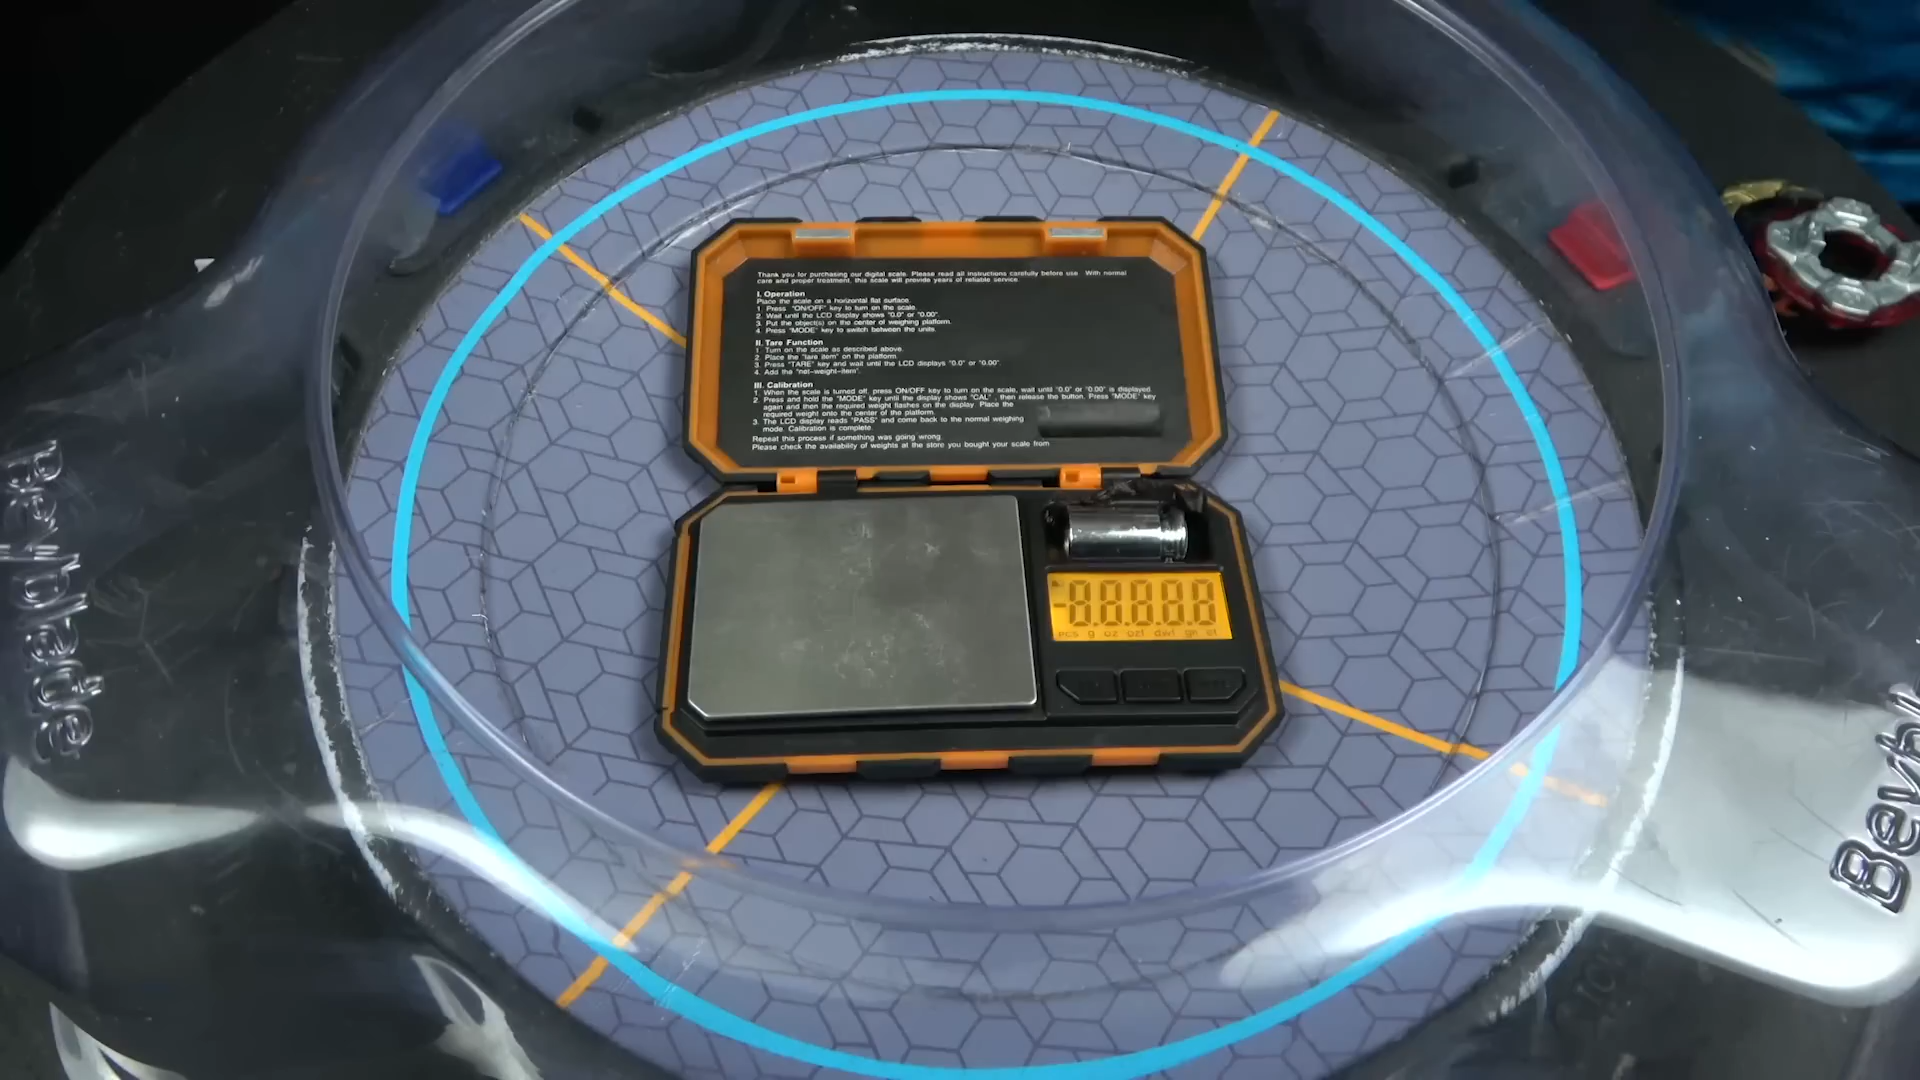 Thank you for purchasing our digital scale. Please read all instructions carefully before use. With normal
care and proper treatment, this scale will provide years of reliable service.
I. Operation
Place the scale on a horizontal flat surface.
1. Press "ON/OFF" key to turn on the scale.
2. Wait until the LCD display shows "0.0" or "0.00".
3. Put the object(s) on the center of weighing platform.
4. Press "MODE" key to switch between the units.
II. Tare Function
1. Turn on the scale as described above.
2. Place the "tare item" on the platform.
3. Press "TARE" key and wait until the LCD displays "0.0" or "0.00".
4. Add the "net-weight-item".
III. Calibration
1. When the scale is turned off, press ON/OFF key to turn on the scale, wait until "0.0" or "0.00" is displayed.
2. Press and hold the "MODE" key until the display shows "CAL", then release the button. Press "MODE" key
again and then the required weight flashes on the display. Place the
required weight onto the center of the platform.
3. The LCD display reads "PASS" and come back to the normal weighing
mode. Calibration is complete.
Repeat this process if something was going wrong
Please check the availability of weights at the store you bought your scale from
-88888
PCS g oz ozt dwt gn ct
Beyblade
Beybl